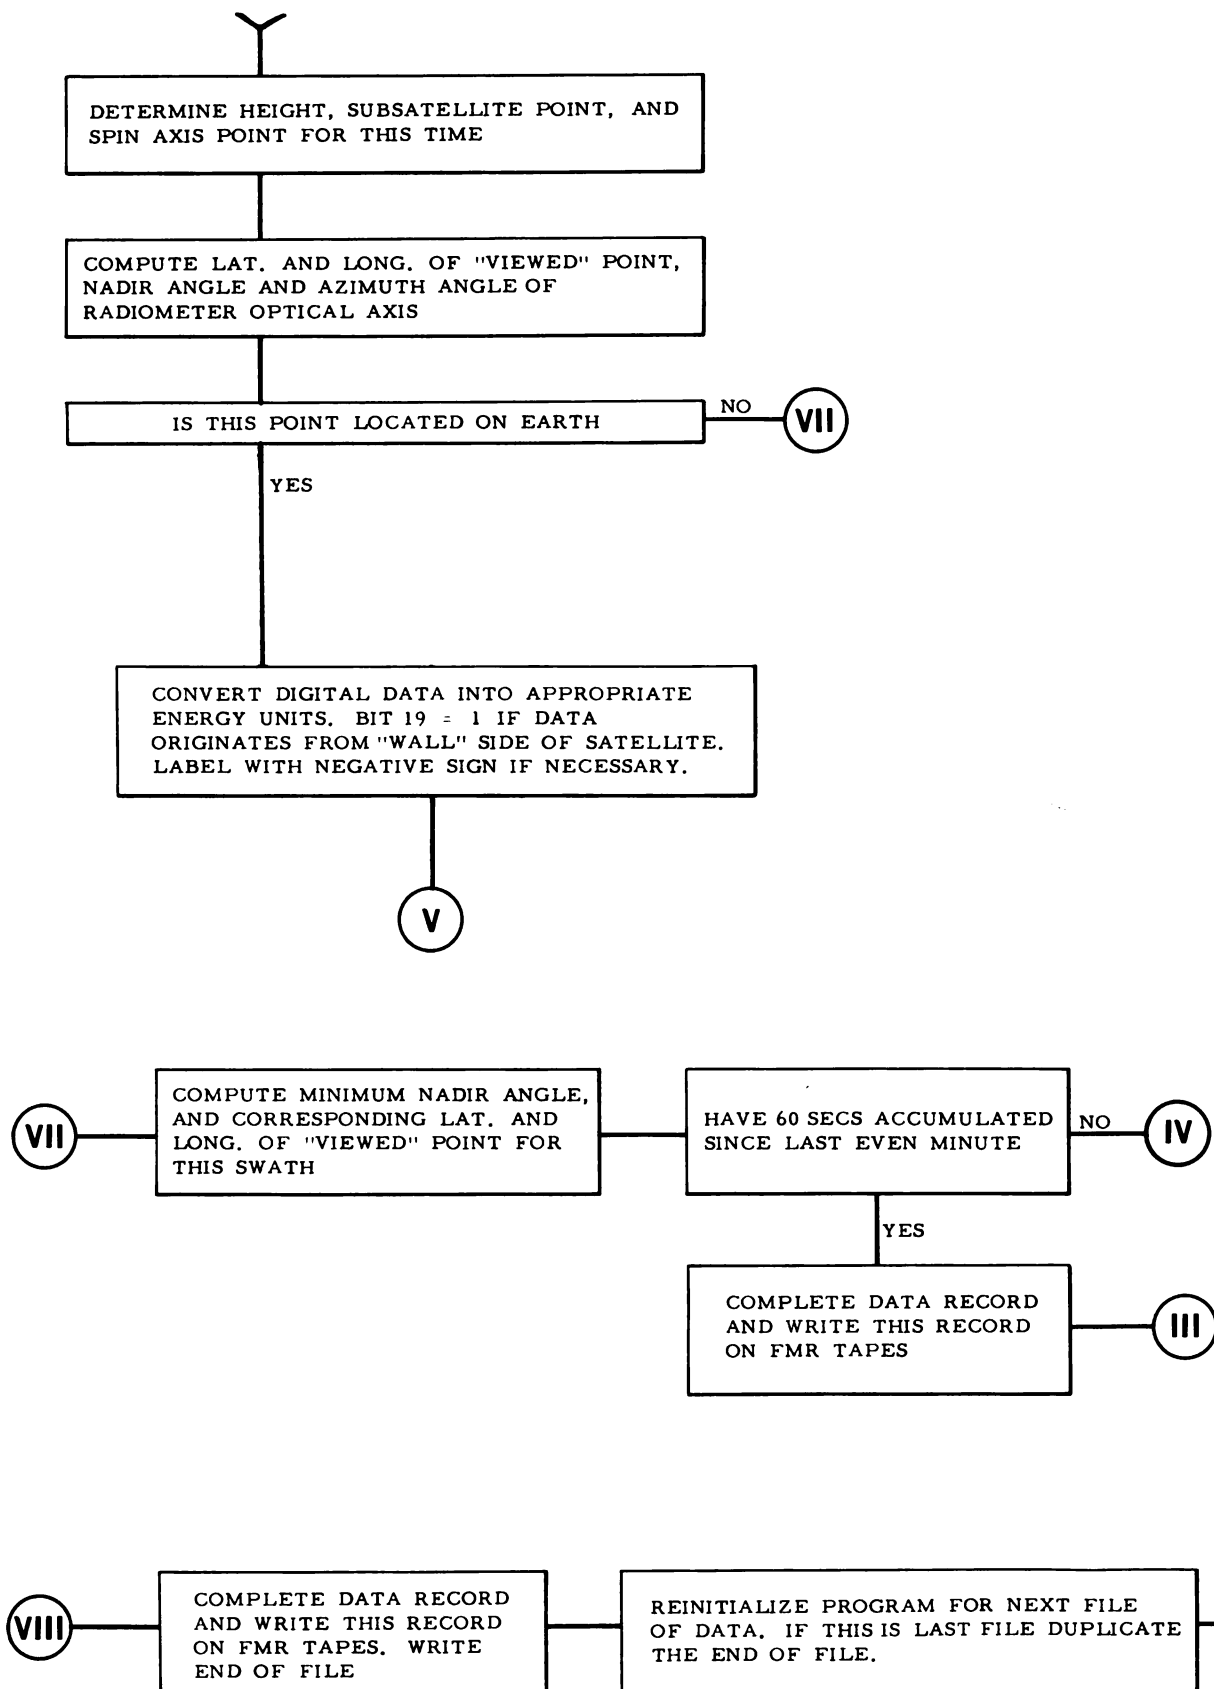 DETERMINE HEIGHT, SUBSATELLITE POINT, AND
SPIN AXIS POINT FOR THIS TIME
COMPUTE LAT. AND LONG. OF "VIEWED" POINT,
NADIR ANGLE AND AZIMUTH ANGLE OF
RADIOMETER OPTICAL AXIS
IS THIS POINT LOCATED ON EARTH
NO
VII
YES
CONVERT DIGITAL DATA INTO APPROPRIATE
ENERGY UNITS. BIT 19 = 1 IF DATA
ORIGINATES FROM "WALL" SIDE OF SATELLITE.
LABEL WITH NEGATIVE SIGN IF NECESSARY.
V
VII
COMPUTE MINIMUM NADIR ANGLE,
AND CORRESPONDING LAT. AND
LONG. OF "VIEWED" POINT FOR
THIS SWATH
HAVE 60 SECS ACCUMULATED
SINCE LAST EVEN MINUTE
NO
IV
YES
COMPLETE DATA RECORD
AND WRITE THIS RECORD
ON FMR TAPES
III
VIII
COMPLETE DATA RECORD
AND WRITE THIS RECORD
ON FMR TAPES. WRITE
END OF FILE
REINITIALIZE PROGRAM FOR NEXT FILE
OF DATA. IF THIS IS LAST FILE DUPLICATE
THE END OF FILE.